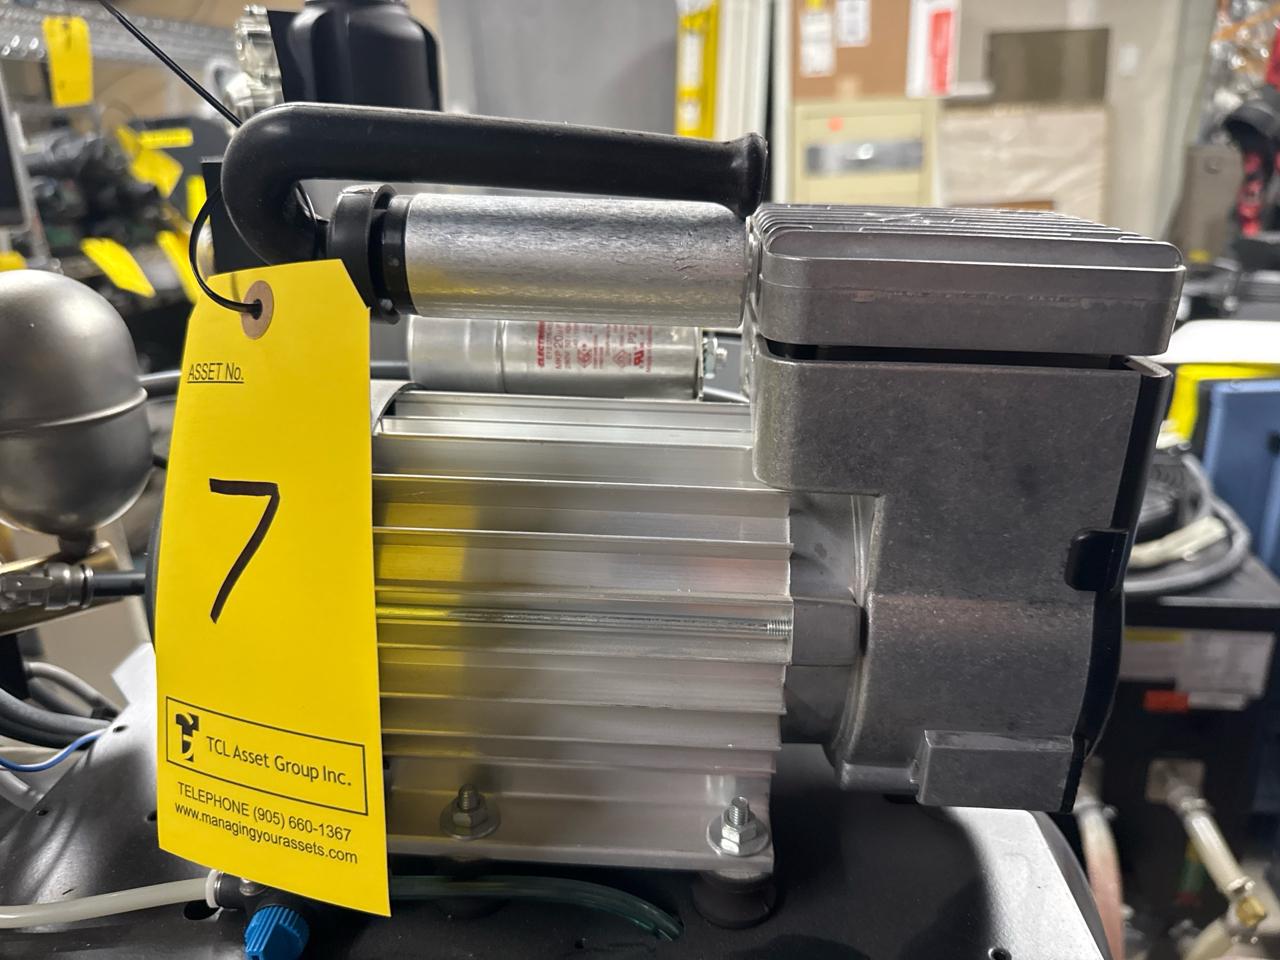 ASSET No.
7
TCL Asset Group Inc.
TELEPHONE (905) 660-1367
www.managingyourassets.com